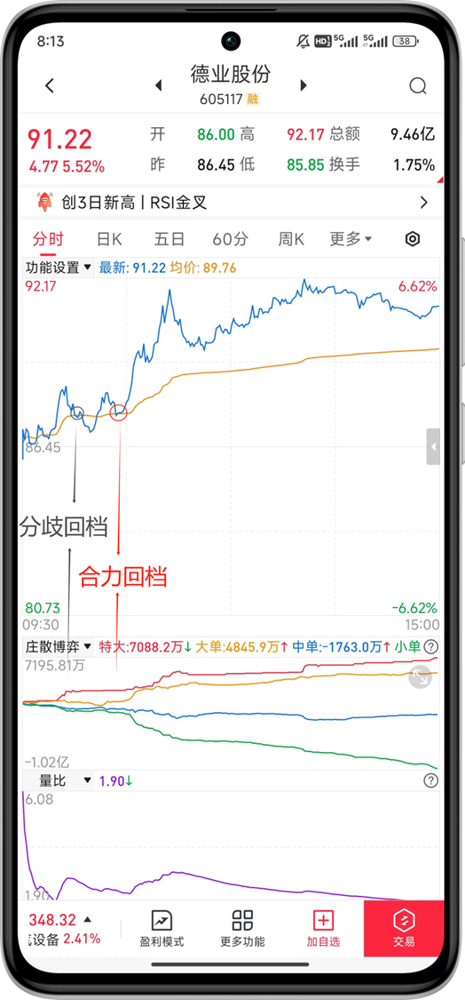 8:13 HD 2 5G 5G 38
德业股份
605117 融
91.22 开 86.00 高 92.17 总额 9.46亿
4.77 5.52% 昨 86.45 低 85.85 换手 1.75%
创3日新高 | RSI金叉
分时 日K 五日 60分 周K 更多
功能设置 最新: 91.22 均价: 89.76
92.17 6.62%
86.45
分歧回档
合力回档
80.73 -6.62%
09:30 15:00
庄散博弈 特大:7088.2万↓ 大单:4845.9万↑ 中单:-1763.0万↑ 小单 ?
7195.81万
-1.02亿
量比 1.90↓ ?
6.08
1.90
348.32
设备 2.41%
盈利模式 更多功能 加自选 交易